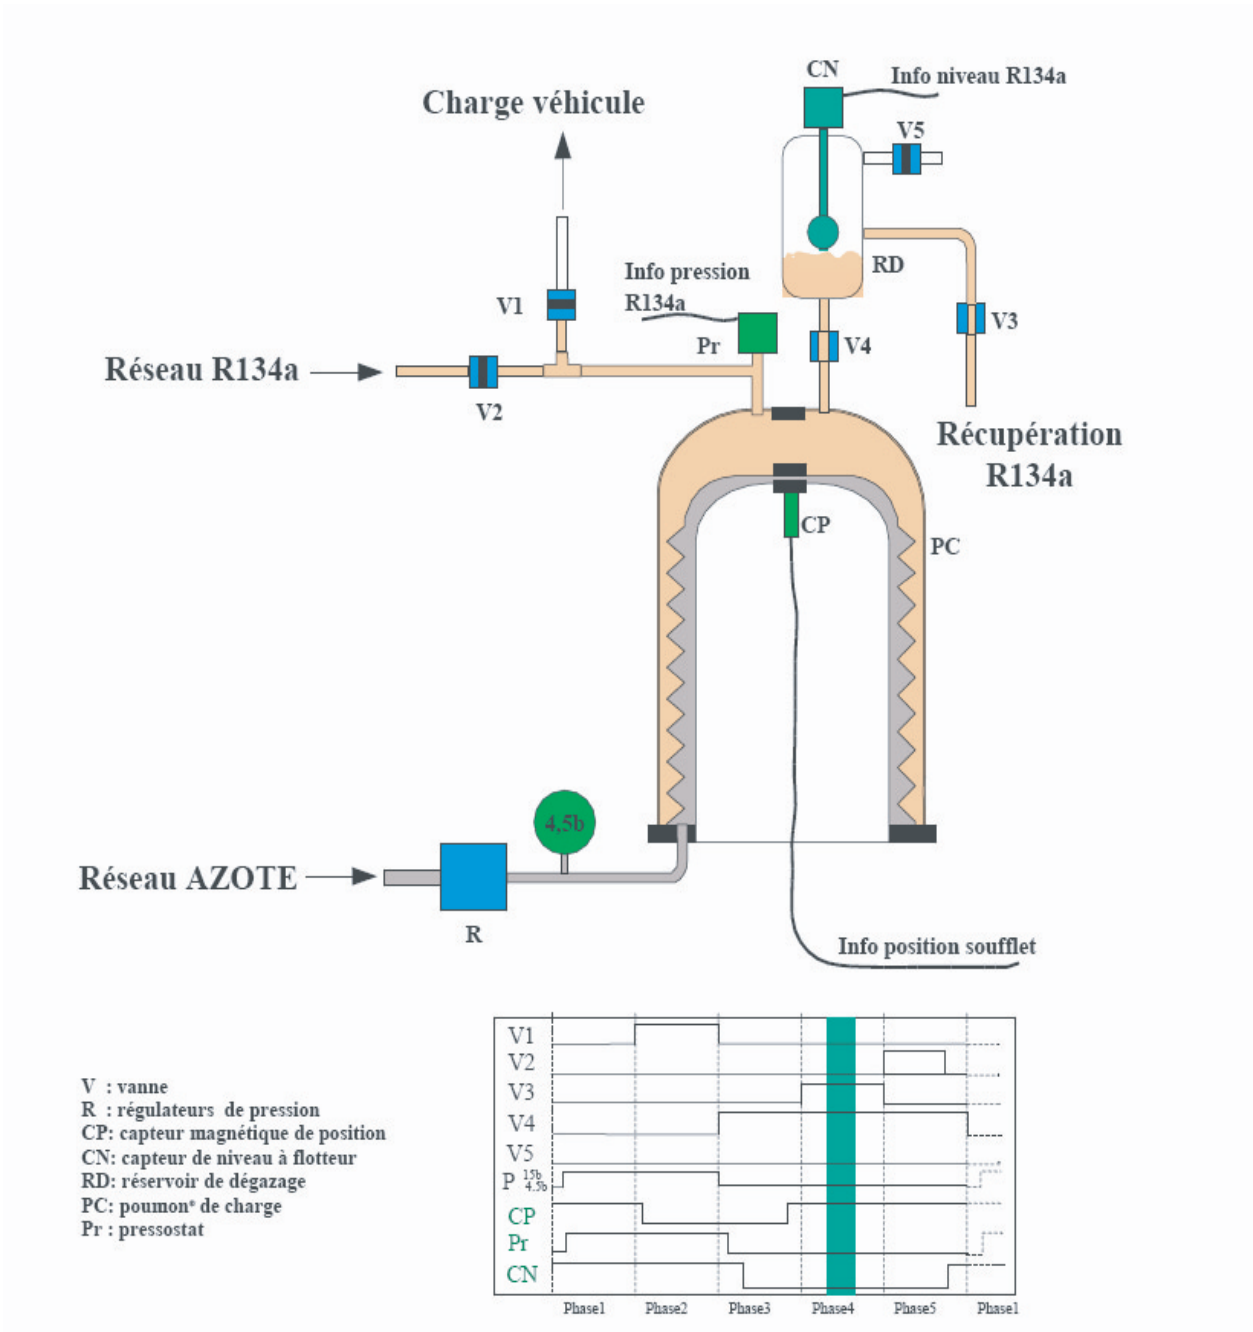 CN
Info niveau R134a
Charge véhicule
V5
Info pression
R134a
RD
V1
V3
Pr
V4
Réseau R134a
V2
Récupération
R134a
CP
PC
4,5b
Réseau AZOTE
R
Info position soufflet
V : vanne
R : régulateurs de pression
CP: capteur magnétique de position
CN: capteur de niveau à flotteur
RD: réservoir de dégazage
PC: poumon* de charge
Pr : pressostat
V1
V2
V3
V4
V5
P 15b
4.5b
CP
Pr
CN
Phase1 Phase2 Phase3 Phase4 Phase5 Phase1